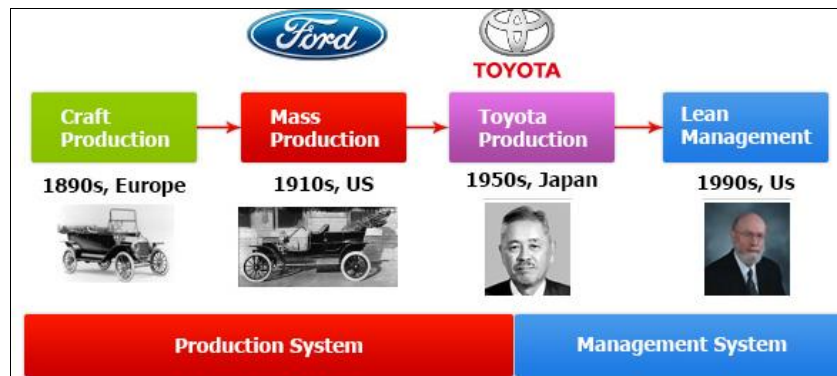 Ford
TOYOTA
Craft
Production
Mass
Production
Toyota
Production
Lean
Management
1890s, Europe
1910s, US
1950s, Japan
1990s, Us
Production System
Management System